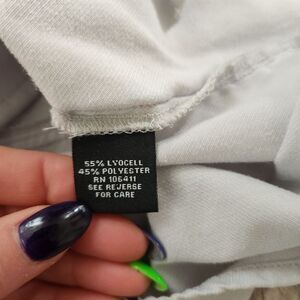 55% LYOCELL
45% POLYESTER
RN 106411
SEE REVERSE
FOR CARE